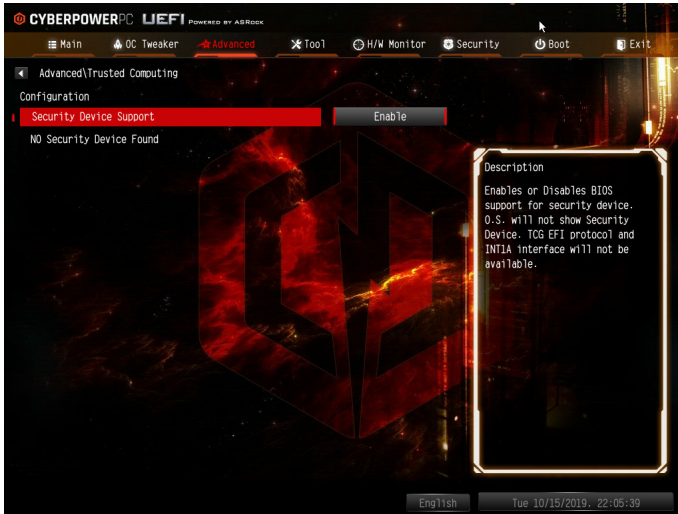 CYBERPOWERPC UEFI POWERED BY ASROCK
Main OC Tweaker Advanced Tool H/W Monitor Security Boot Exit
Advanced\Trusted Computing
Configuration
Security Device Support Enable
NO Security Device Found
Description
Enables or Disables BIOS
support for security device.
O.S. will not show Security
Device. TCG EFI protocol and
INT1A interface will not be
available.
English Tue 10/15/2019. 22:05:39